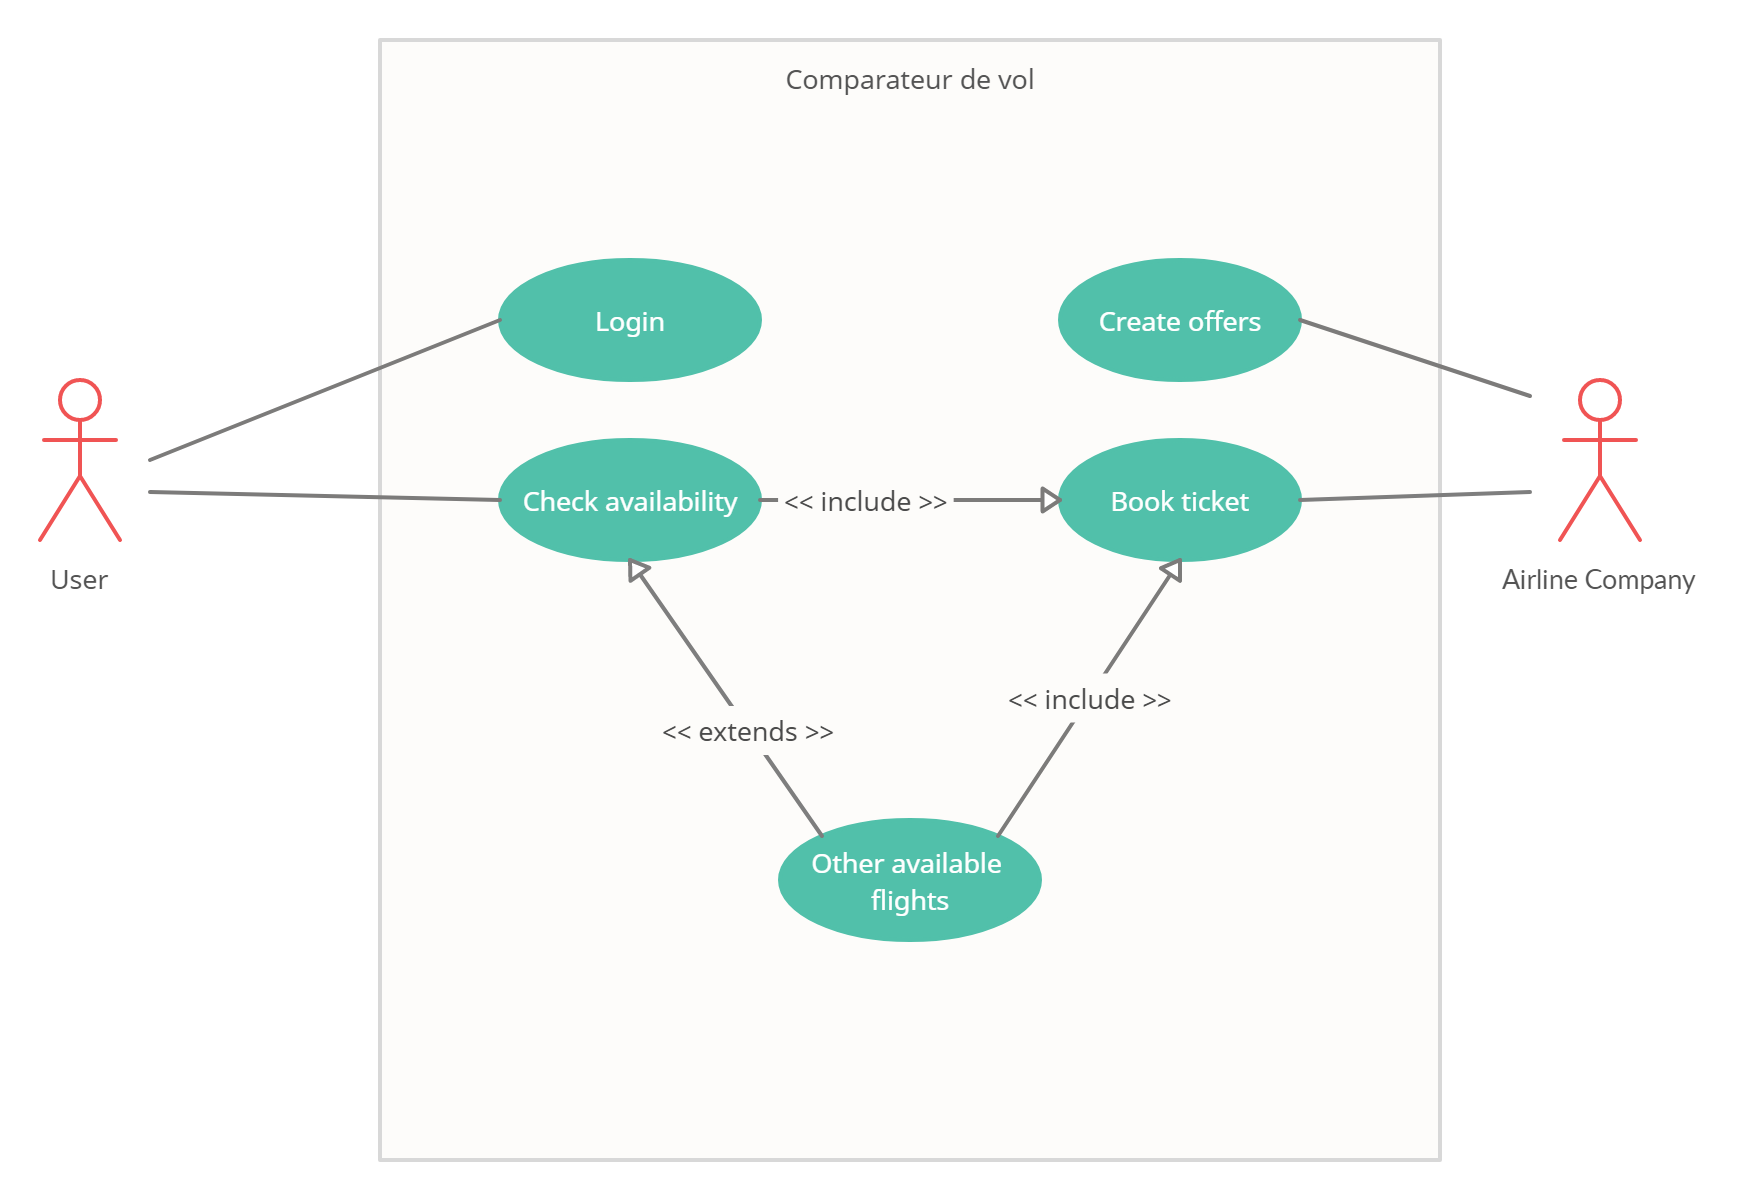 Comparateur de vol
Login
Create offers
Check availability
<< include >>
Book ticket
User
Airline Company
<< include >>
<< extends >>
Other available
flights